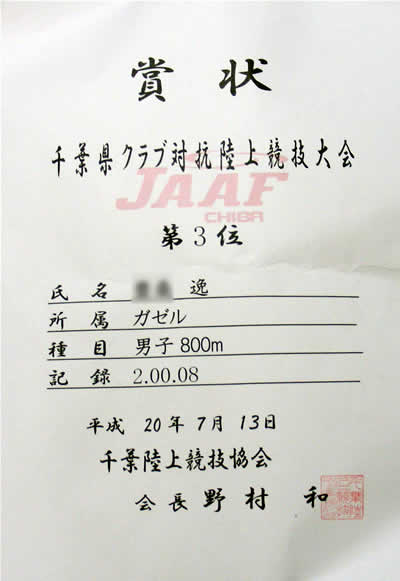 賞状
千葉県クラブ対抗陸上競技大会
JAAF
CHIBA
第3位
氏名 逸
所属 ガゼル
種目 男子800m
記録 2.00.08
平成 20年7月13日
千葉陸上競技協会
会長 野村 和